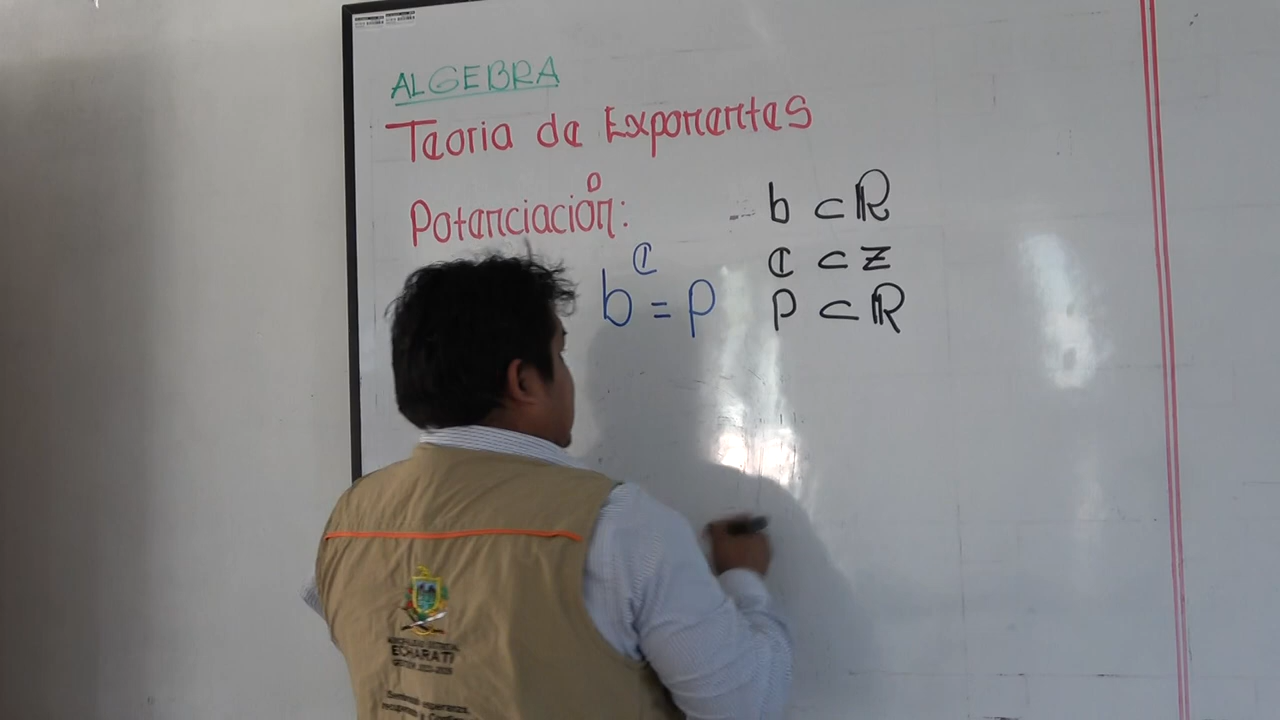 ALGEBRA
Teoria de Exponentes
Potenciación:
b^e = p
b ⊂ ℝ
e ⊂ Z
p ⊂ ℝ
ECHARATI